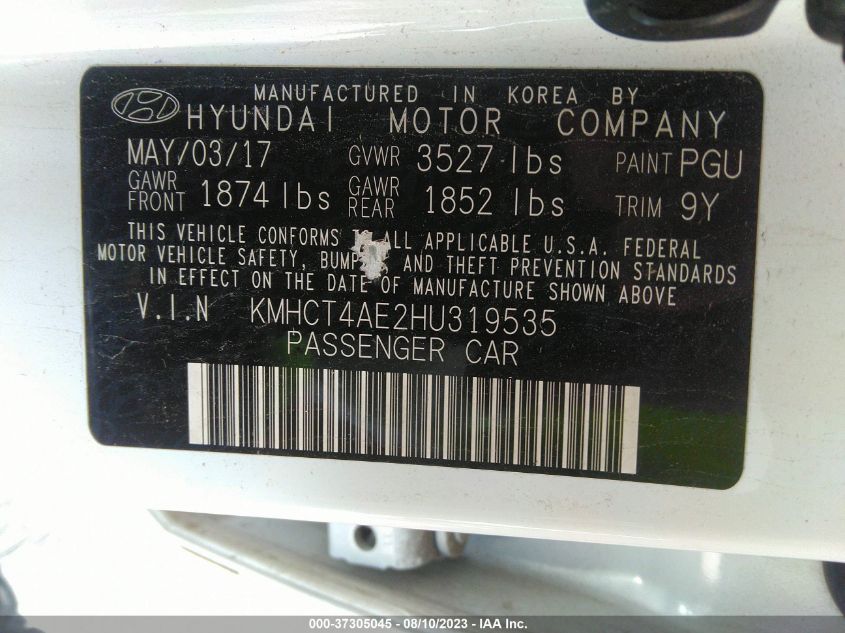 MANUFACTURED IN KOREA BY
HYUNDAI MOTOR COMPANY
MAY/03/17 GVWR 3527 lbs PAINT PGU
GAWR FRONT 1874 lbs GAWR REAR 1852 lbs TRIM 9Y
THIS VEHICLE CONFORMS ALL APPLICABLE U.S.A. FEDERAL
MOTOR VEHICLE SAFETY, AND THEFT PREVENTION STANDARDS
IN EFFECT ON THE DATE OF MANUFACTURE SHOWN ABOVE
V.I.N KMHCT4AE2HU319535
PASSENGER CAR
000-37305045 - 08/10/2023 - (c) IAA, Inc.